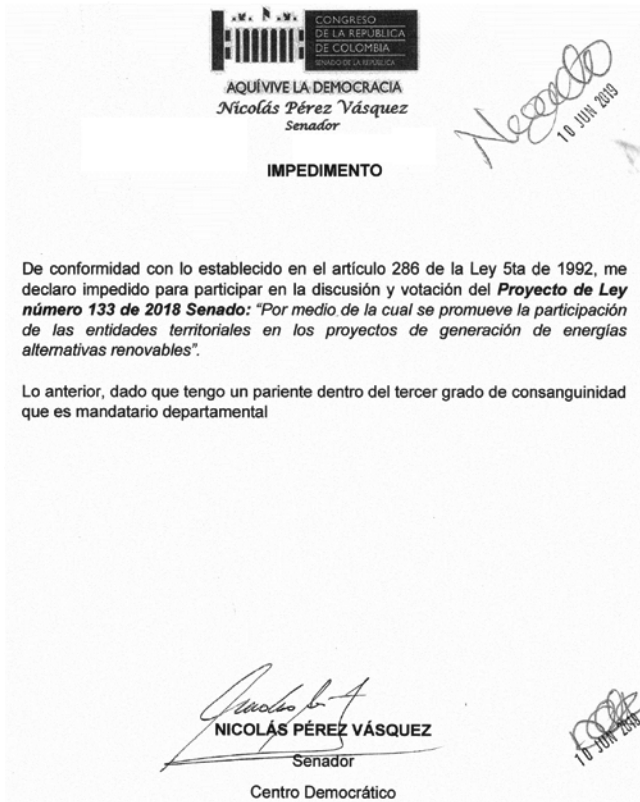 CONGRESO
DE LA REPÚBLICA
DE COLOMBIA
SENADO DE LA REPÚBLICA
AQUÍ VIVE LA DEMOCRACIA
Nicolás Pérez Vásquez
Senador
Negado
10 JUN 2019
IMPEDIMENTO
De conformidad con lo establecido en el artículo 286 de la Ley 5ta de 1992, me
declaro impedido para participar en la discusión y votación del Proyecto de Ley
número 133 de 2018 Senado: “Por medio de la cual se promueve la participación
de las entidades territoriales en los proyectos de generación de energías
alternativas renovables”.
Lo anterior, dado que tengo un pariente dentro del tercer grado de consanguinidad
que es mandatario departamental
NICOLÁS PÉREZ VÁSQUEZ
Senador
Centro Democrático
10 JUN 2019